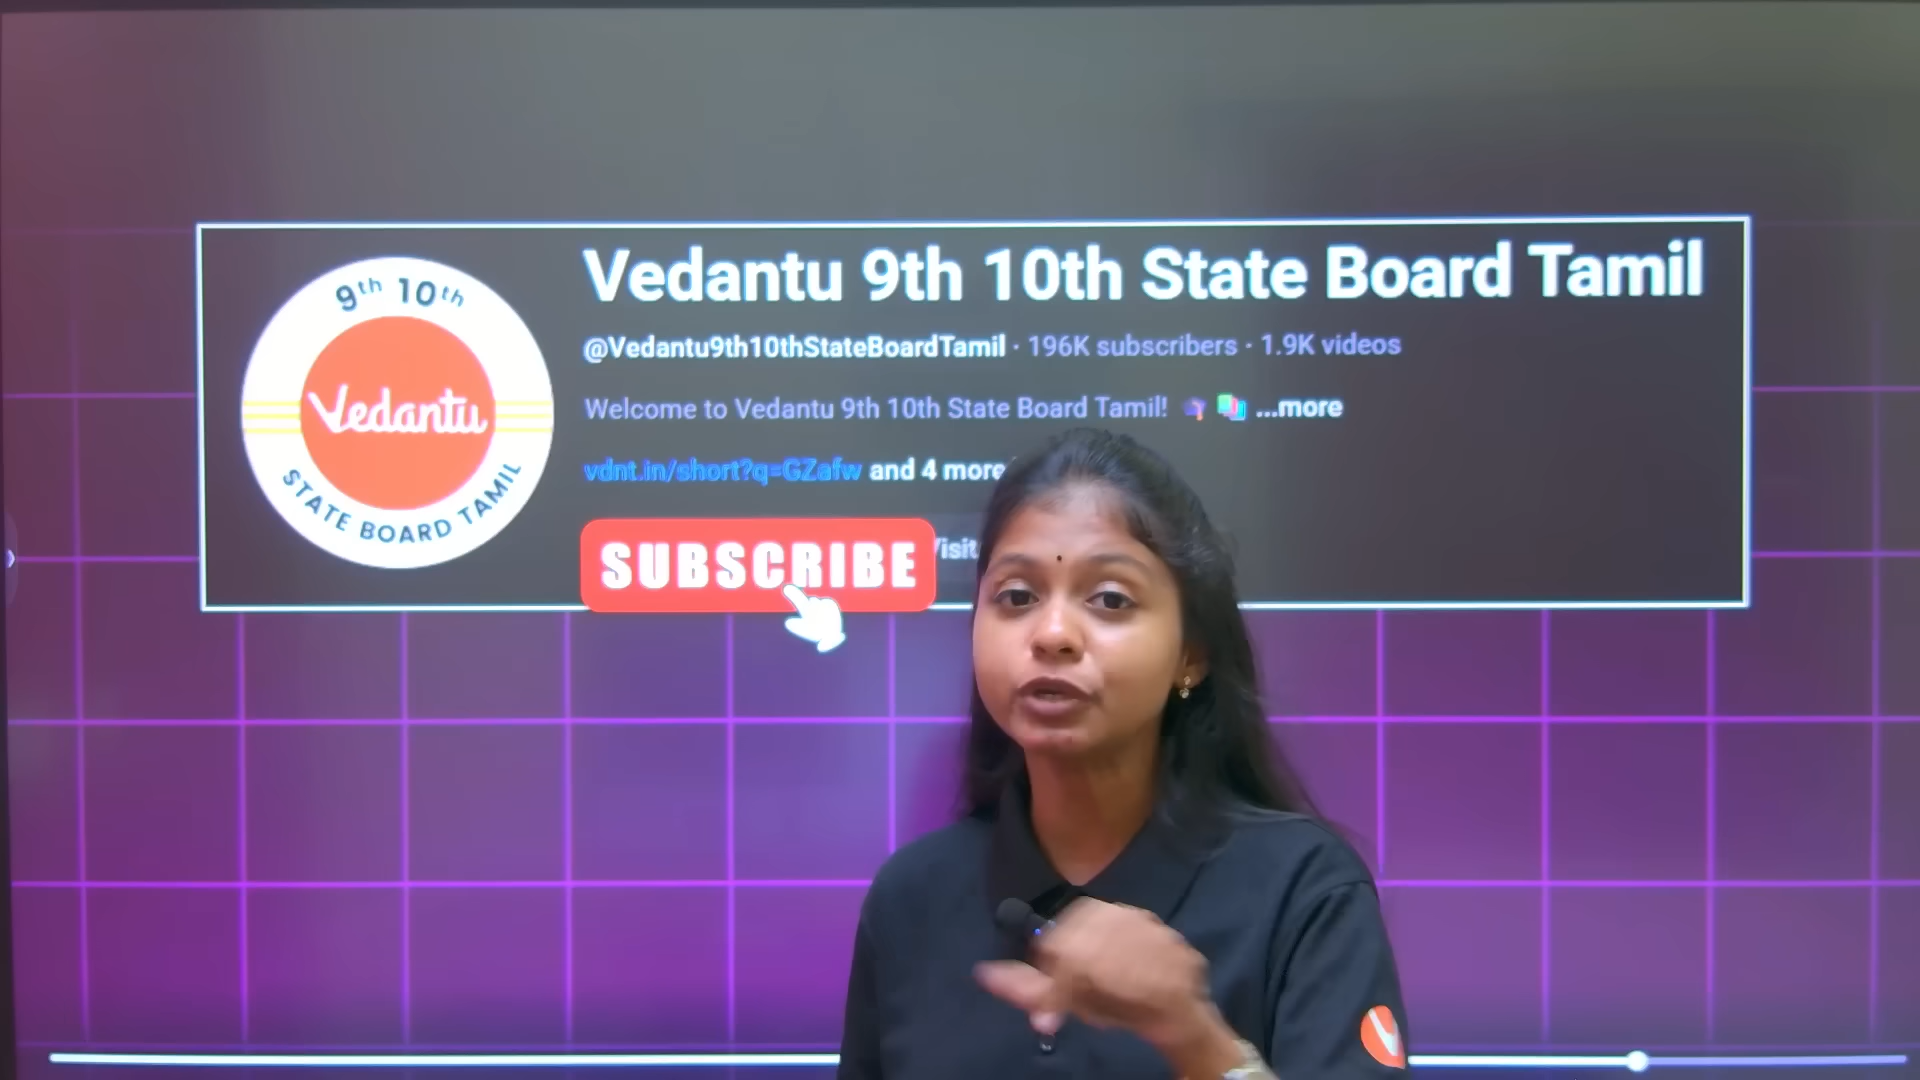 9th 10th
Vedantu
STATE BOARD TAMIL
Vedantu 9th 10th State Board Tamil
@Vedantu9th10thStateBoardTamil · 196K subscribers · 1.9K videos
Welcome to Vedantu 9th 10th State Board Tamil! ...more
vdnt.in/short?q=GZafw and 4 more
SUBSCRIBE